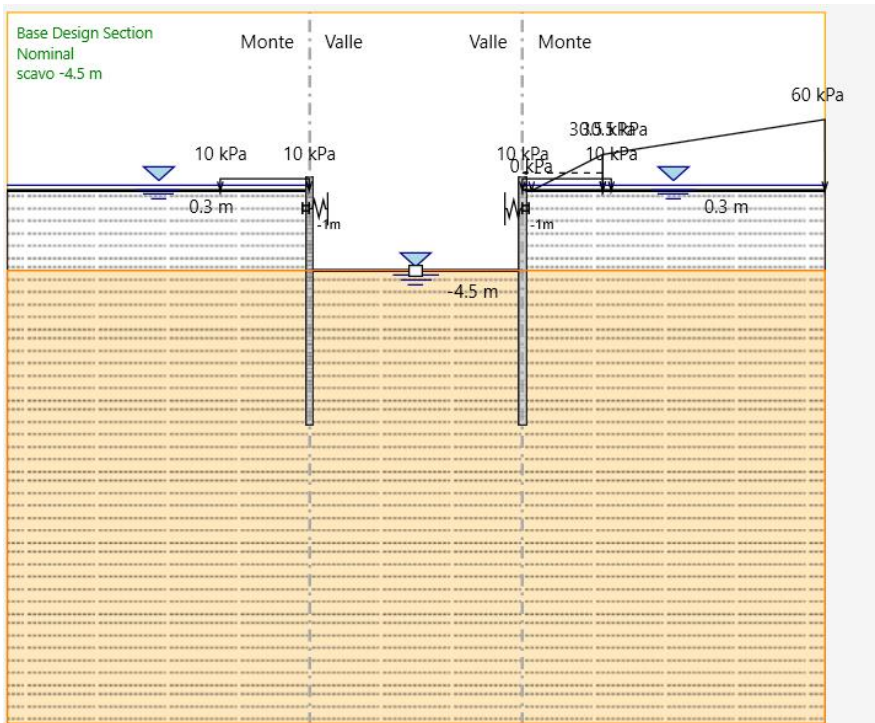 Base Design Section
Nominal
scavo -4.5 m
Monte
Valle
Valle
Monte
60 kPa
10 kPa
10 kPa
10 kPa
0 kPa
10 kPa
0.3 m
-1m
-1m
0.3 m
-4.5 m